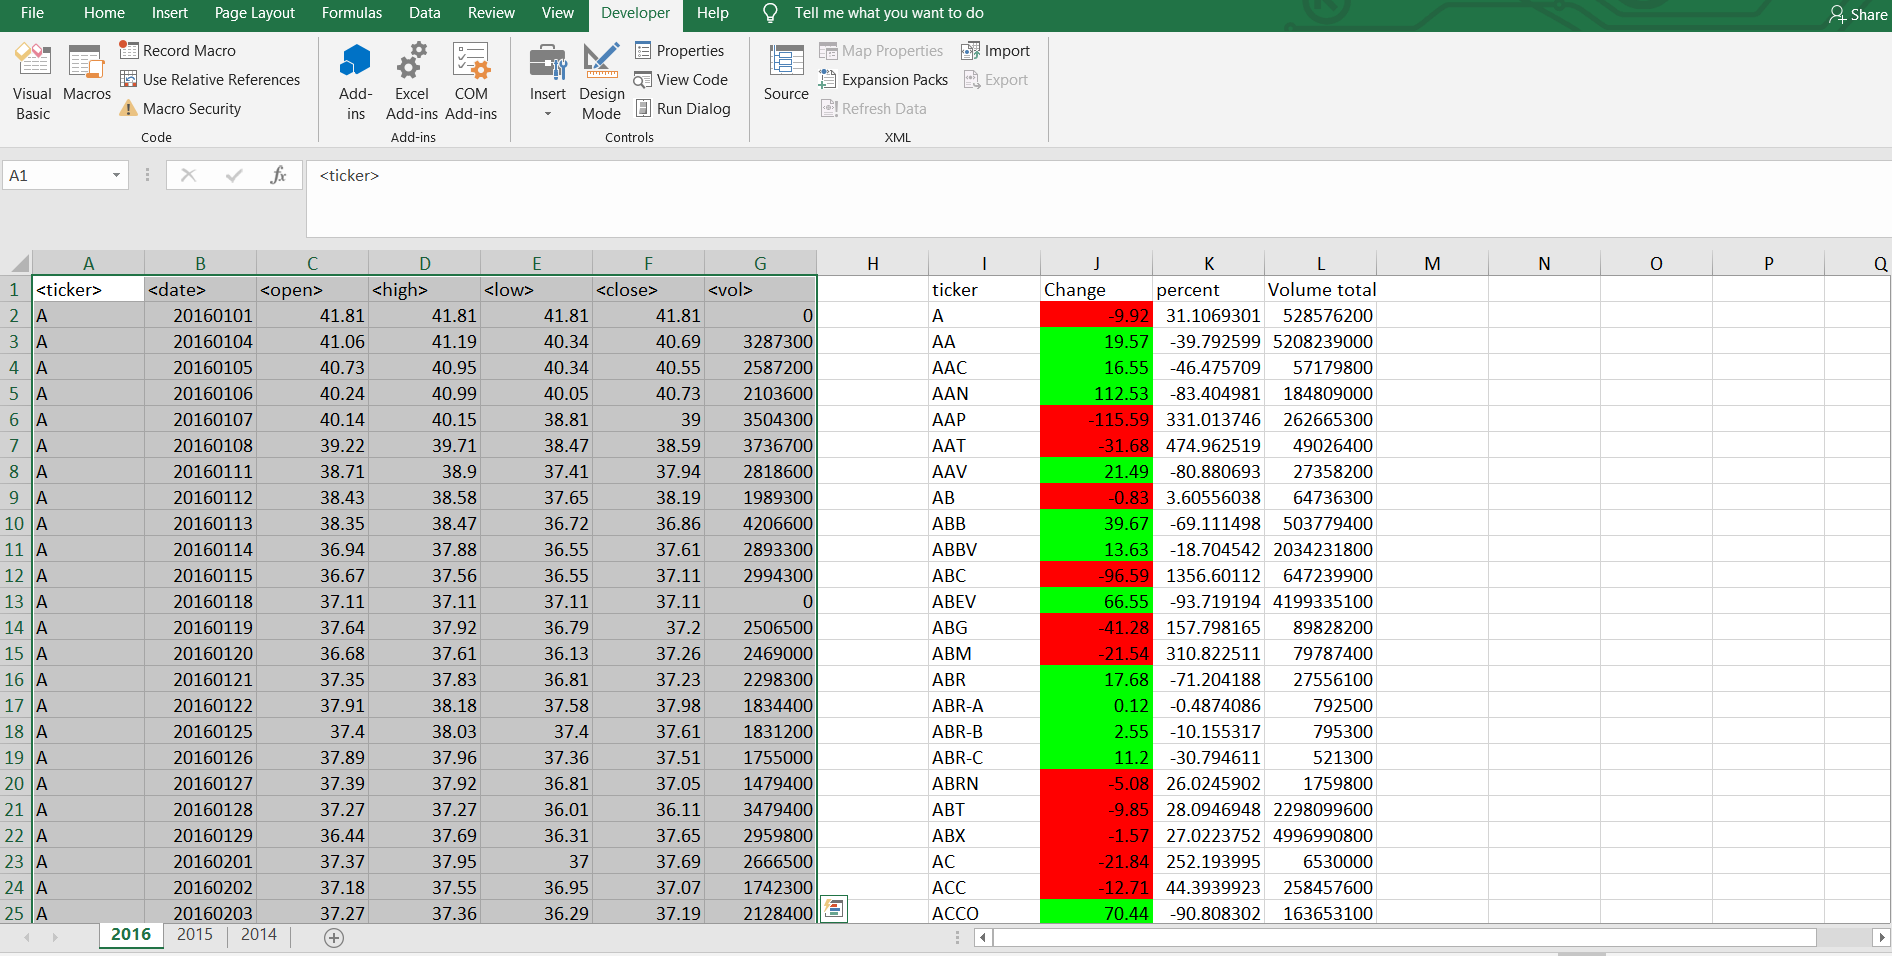 File Home Insert Page Layout Formulas Data Review View Developer Help Tell me what you want to do Share
Visual Basic
Macros
Record Macro
Use Relative References
Macro Security
Code
Add-ins
Excel Add-ins
COM Add-ins
Add-ins
Insert
Design Mode
Properties
View Code
Run Dialog
Controls
Source
Map Properties
Expansion Packs
Refresh Data
Import
Export
XML
A1 fx <ticker>
A B C D E F G H I J K L M N O P Q
1 <ticker> <date> <open> <high> <low> <close> <vol> ticker Change percent Volume total
2 A 20160101 41.81 41.81 41.81 41.81 0 A -9.92 31.1069301 528576200
3 A 20160104 41.06 41.19 40.34 40.69 3287300 AA 19.57 -39.792599 5208239000
4 A 20160105 40.73 40.95 40.34 40.55 2587200 AAC 16.55 -46.475709 57179800
5 A 20160106 40.24 40.99 40.05 40.73 2103600 AAN 112.53 -83.404981 184809000
6 A 20160107 40.14 40.15 38.81 39 3504300 AAP -115.59 331.013746 262665300
7 A 20160108 39.22 39.71 38.47 38.59 3736700 AAT -31.68 474.962519 49026400
8 A 20160111 38.71 38.9 37.41 37.94 2818600 AAV 21.49 -80.880693 27358200
9 A 20160112 38.43 38.58 37.65 38.19 1989300 AB -0.83 3.60556038 64736300
10 A 20160113 38.35 38.47 36.72 36.86 4206600 ABB 39.67 -69.111498 503779400
11 A 20160114 36.94 37.88 36.55 37.61 2893300 ABBV 13.63 -18.704542 2034231800
12 A 20160115 36.67 37.56 36.55 37.11 2994300 ABC -96.59 1356.60112 647239900
13 A 20160118 37.11 37.11 37.11 37.11 0 ABEV 66.55 -93.719194 4199335100
14 A 20160119 37.64 37.92 36.79 37.2 2506500 ABG -41.28 157.798165 89828200
15 A 20160120 36.68 37.61 36.13 37.26 2469000 ABM -21.54 310.822511 79787400
16 A 20160121 37.35 37.83 36.81 37.23 2298300 ABR 17.68 -71.204188 27556100
17 A 20160122 37.91 38.18 37.58 37.98 1834400 ABR-A 0.12 -0.4874086 792500
18 A 20160125 37.4 38.03 37.4 37.61 1831200 ABR-B 2.55 -10.155317 795300
19 A 20160126 37.89 37.96 37.36 37.51 1755000 ABR-C 11.2 -30.794611 521300
20 A 20160127 37.39 37.92 36.81 37.05 1479400 ABRN -5.08 26.0245902 1759800
21 A 20160128 37.27 37.27 36.01 36.11 3479400 ABT -9.85 28.0946948 2298099600
22 A 20160129 36.44 37.69 36.31 37.65 2959800 ABX -1.57 27.0223752 4996990800
23 A 20160201 37.37 37.95 37 37.69 2666500 AC -21.84 252.193995 6530000
24 A 20160202 37.18 37.55 36.95 37.07 1742300 ACC -12.71 44.3939923 258457600
25 A 20160203 37.27 37.36 36.29 37.19 2128400 ACCO 70.44 -90.808302 163653100
2016 2015 2014